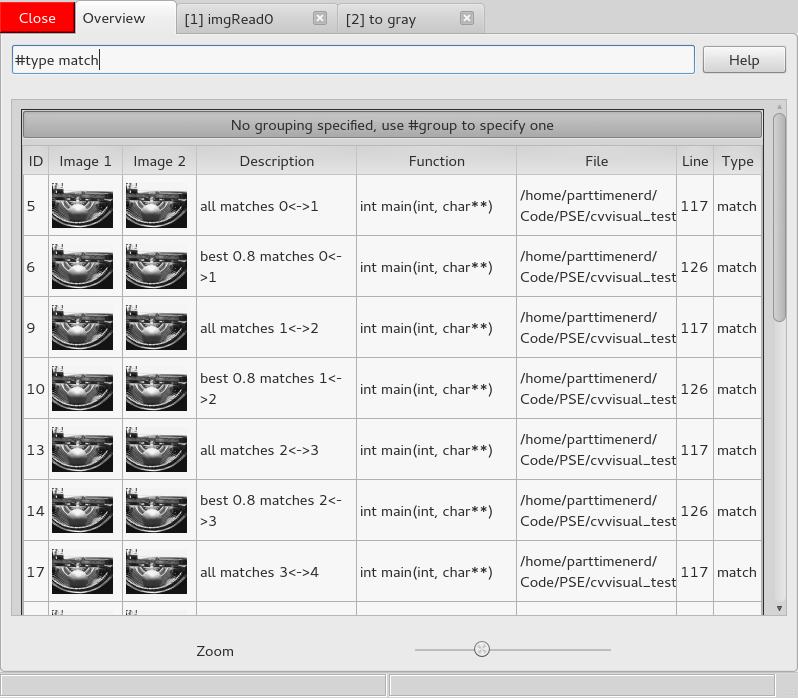 Close Overview [1] imgRead0 [2] to gray
#type match Help
No grouping specified, use #group to specify one
ID Image 1 Image 2 Description Function File Line Type
5 all matches 0<->1 int main(int, char**) /home/parttimenerd/
Code/PSE/cvvisual_test 117 match
6 best 0.8 matches 0<-
>1 int main(int, char**) /home/parttimenerd/
Code/PSE/cvvisual_test 126 match
9 all matches 1<->2 int main(int, char**) /home/parttimenerd/
Code/PSE/cvvisual_test 117 match
10 best 0.8 matches 1<-
>2 int main(int, char**) /home/parttimenerd/
Code/PSE/cvvisual_test 126 match
13 all matches 2<->3 int main(int, char**) /home/parttimenerd/
Code/PSE/cvvisual_test 117 match
14 best 0.8 matches 2<-
>3 int main(int, char**) /home/parttimenerd/
Code/PSE/cvvisual_test 126 match
17 all matches 3<->4 int main(int, char**) /home/parttimenerd/
Code/PSE/cvvisual_test 117 match
Zoom